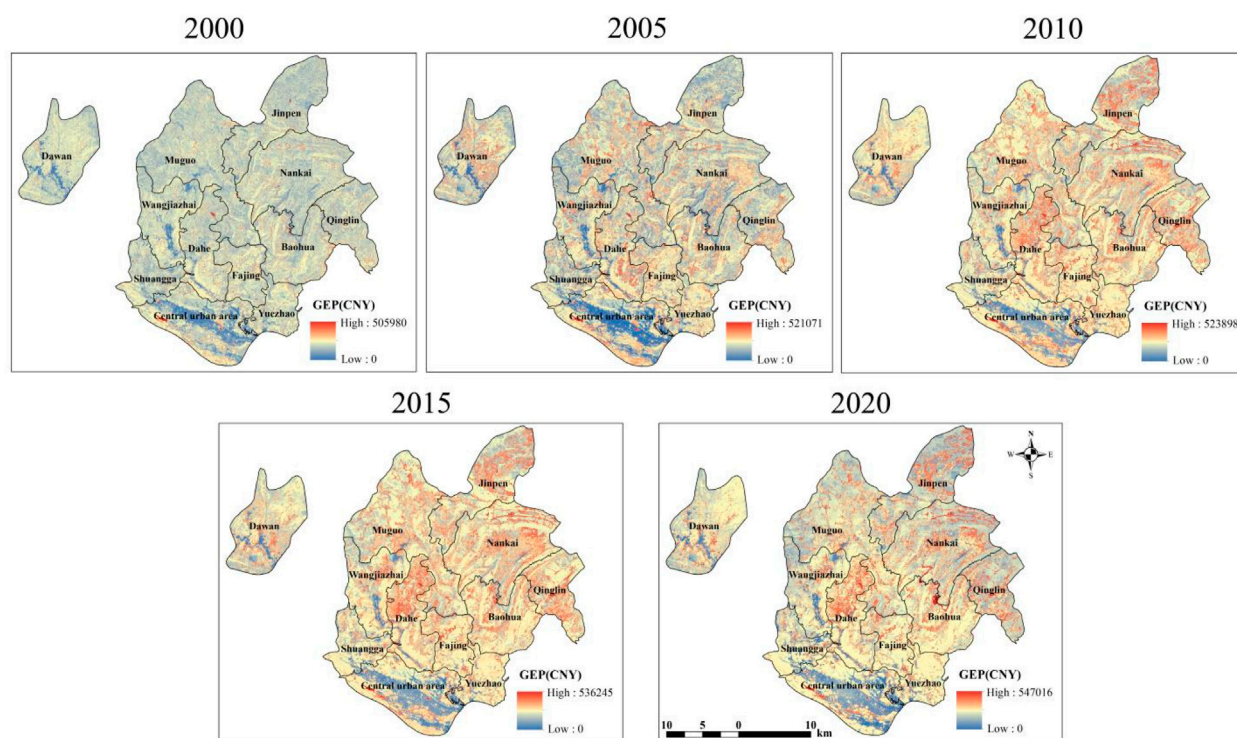 2000
2005
2010
Jinpen
Dawan
Muguo
Nankai
Wangjiazhai
Qinglin
Dahe
Baohua
Shuangga
Fajing
Central urban area
Yuezhao
GEP(CNY)
High : 505980
Low : 0
Jinpen
Dawan
Muguo
Nankai
Wangjiazhai
Qinglin
Dahe
Baohua
Shuangga
Fajing
Central urban area
Yuezhao
GEP(CNY)
High : 521071
Low : 0
Jinpen
Dawan
Muguo
Nankai
Wangjiazhai
Qinglin
Dahe
Baohua
Shuangga
Fajing
Central urban area
Yuezhao
GEP(CNY)
High : 523898
Low : 0
2015
2020
Jinpen
Dawan
Muguo
Nankai
Wangjiazhai
Qinglin
Dahe
Baohua
Shuangga
Fajing
Central urban area
Yuezhao
GEP(CNY)
High : 536245
Low : 0
N
W E
S
Jinpen
Dawan
Muguo
Nankai
Wangjiazhai
Qinglin
Dahe
Baohua
Shuangga
Fajing
Central urban area
Yuezhao
GEP(CNY)
High : 547016
Low : 0
10 5 0 10
km